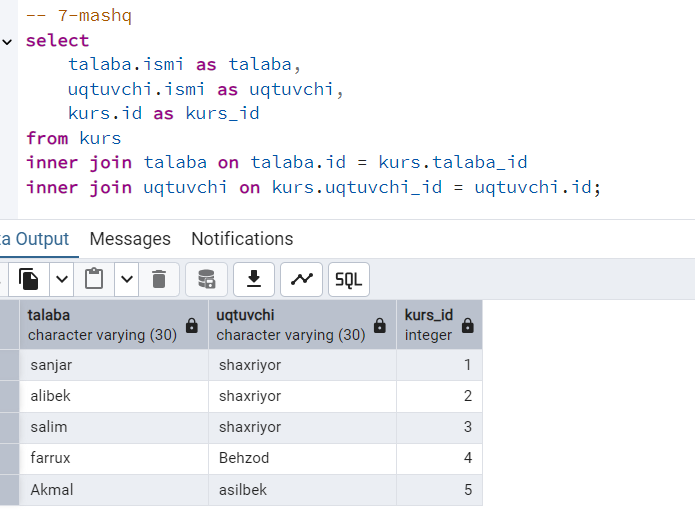 -- 7-mashq
select
talaba.ismi as talaba,
uqtuvchi.ismi as uqtuvchi,
kurs.id as kurs_id
from kurs
inner join talaba on talaba.id = kurs.talaba_id
inner join uqtuvchi on kurs.uqtuvchi_id = uqtuvchi.id;
ta Output Messages Notifications
SQL
talaba uqtuvchi kurs_id
character varying (30) character varying (30) integer
sanjar shaxriyor 1
alibek shaxriyor 2
salim shaxriyor 3
farrux Behzod 4
Akmal asilbek 5